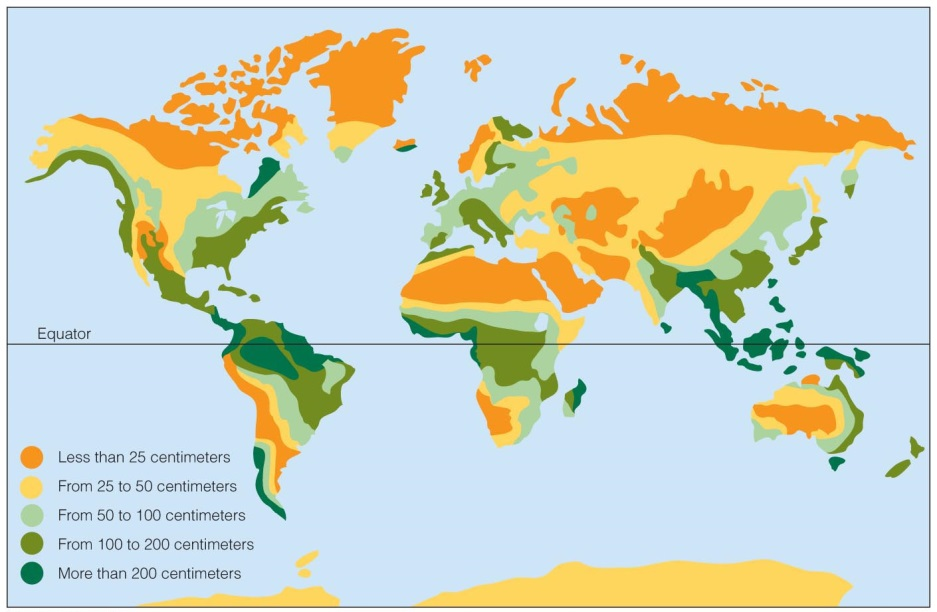 Equator
Less than 25 centimeters
From 25 to 50 centimeters
From 50 to 100 centimeters
From 100 to 200 centimeters
More than 200 centimeters